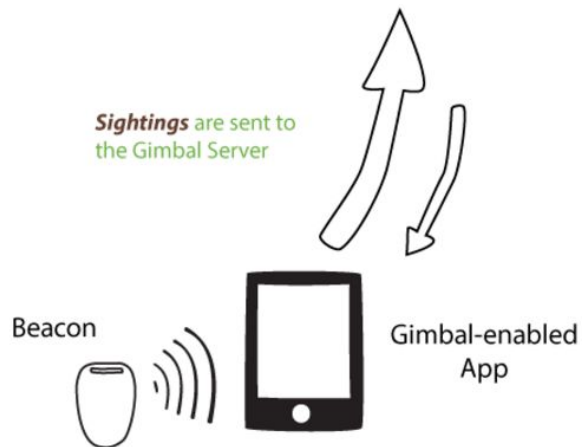 Sightings are sent to
the Gimbal Server
Beacon
Gimbal-enabled
App